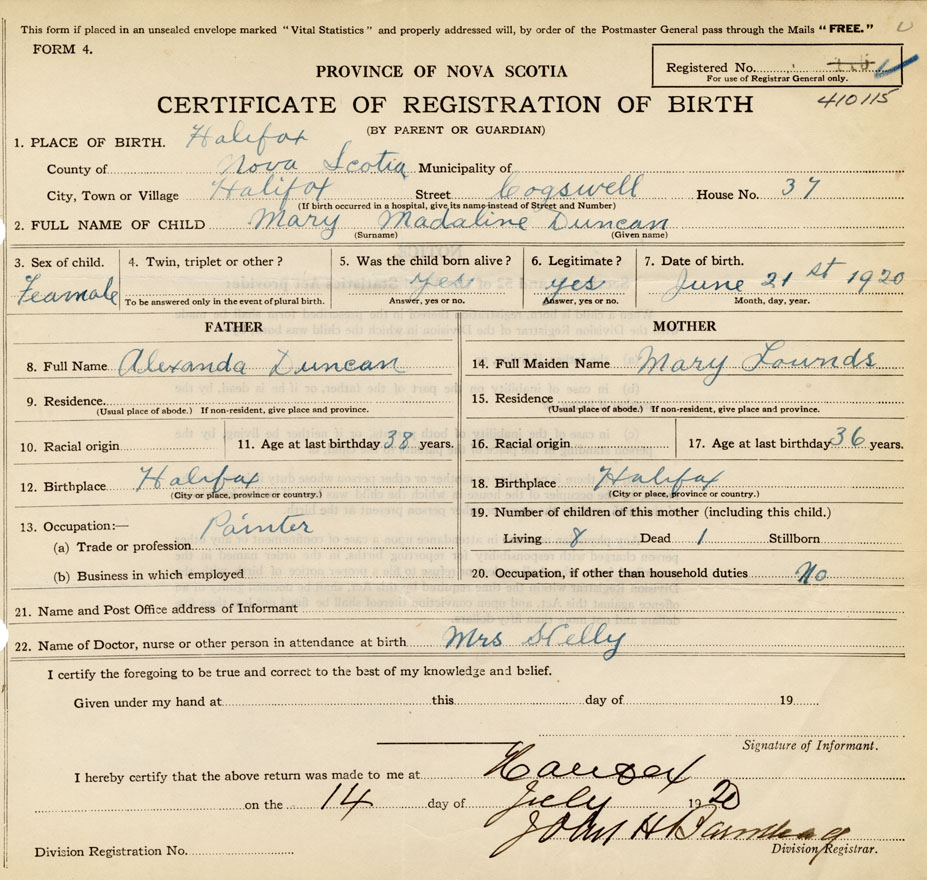 This form if placed in an unsealed envelope marked "Vital Statistics" and properly addressed will, by order of the Postmaster General pass through the Mails "FREE."
FORM 4.
Registered No.
For use of Registrar General only.
410115
PROVINCE OF NOVA SCOTIA
CERTIFICATE OF REGISTRATION OF BIRTH
(BY PARENT OR GUARDIAN)
1. PLACE OF BIRTH. Halifax
County of Nova Scotia Municipality of
City, Town or Village Halifax Street Cogswell House No. 37
(If birth occurred in a hospital, give its name instead of Street and Number)
2. FULL NAME OF CHILD Mary Madaline Duncan
(Surname) (Given name)
3. Sex of child. 4. Twin, triplet or other? 5. Was the child born alive? 6. Legitimate? 7. Date of birth.
Feamale yes yes June 21st 1920
To be answered only in the event of plural birth. Answer, yes or no. Answer, yes or no. Month, day, year.
FATHER MOTHER
8. Full Name Alexanda Duncan 14. Full Maiden Name Mary Lownds
9. Residence. 15. Residence
(Usual place of abode.) If non-resident, give place and province. (Usual place of abode.) If non-resident, give place and province.
10. Racial origin 11. Age at last birthday 38 years. 16. Racial origin 17. Age at last birthday 36 years.
12. Birthplace Halifax 18. Birthplace Halifax
(City or place, province or country.) (City or place, province or country.)
13. Occupation:— Painter 19. Number of children of this mother (including this child.)
(a) Trade or profession Living 8 Dead 1 Stillborn
(b) Business in which employed 20. Occupation, if other than household duties No
21. Name and Post Office address of Informant
22. Name of Doctor, nurse or other person in attendance at birth Mrs Kelly
I certify the foregoing to be true and correct to the best of my knowledge and belief.
Given under my hand at this day of 19
Signature of Informant.
I hereby certify that the above return was made to me at
on the 14 day of July 1920
John H
Division Registration No. Division Registrar.